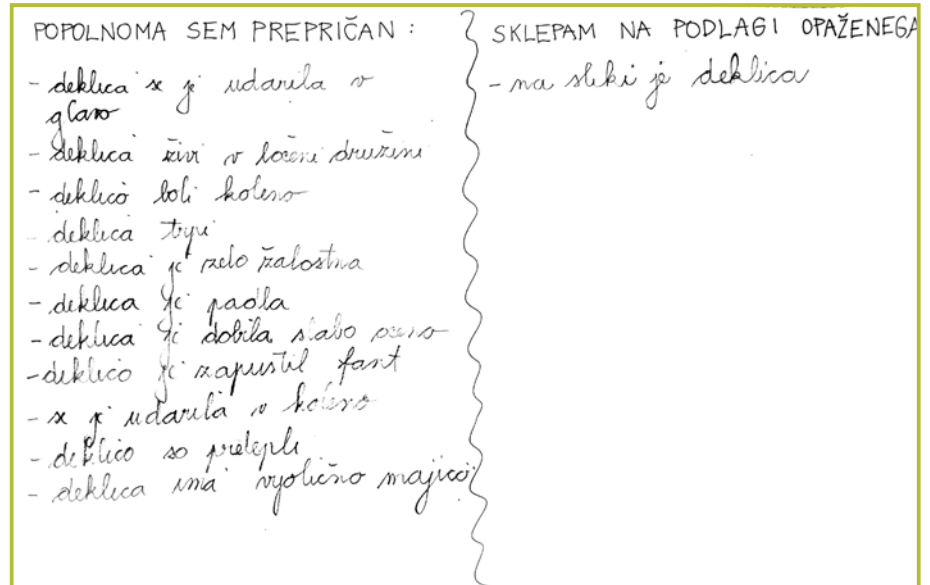 POPOLNOMA SEM PREPRIČAN :
- deklica se je udarila v
glavo
- deklica živi v ločeni družini
- deklico boli koleno
- deklica trpi
- deklica je zelo žalostna
- deklica je padla
- deklica je dobila slabo oceno
- deklico je zapustil fant
- se je udarila v koleno
- deklico so pretepli
- deklica ima vijolično majico
SKLEPAM NA PODLAGI OPAŽENEGA
- na sliki je deklica